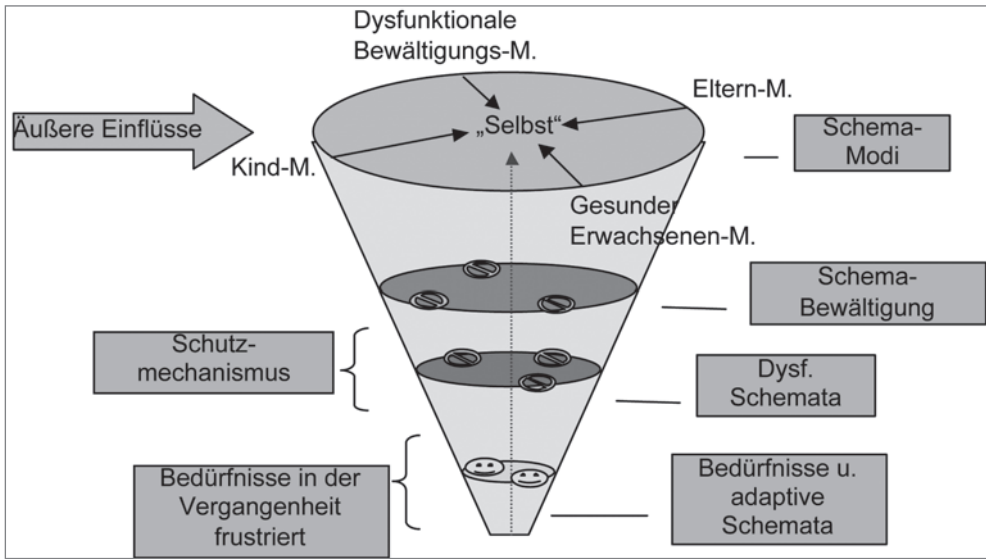 Dysfunktionale
Bewältigungs-M.
Eltern-M.
Äußere Einflüsse
„Selbst“
Schema-
Modi
Kind-M.
Gesunder
Erwachsenen-M.
Schema-
Bewältigung
Schutz-
mechanismus
Dysf.
Schemata
Bedürfnisse in der
Vergangenheit
frustriert
Bedürfnisse u.
adaptive
Schemata